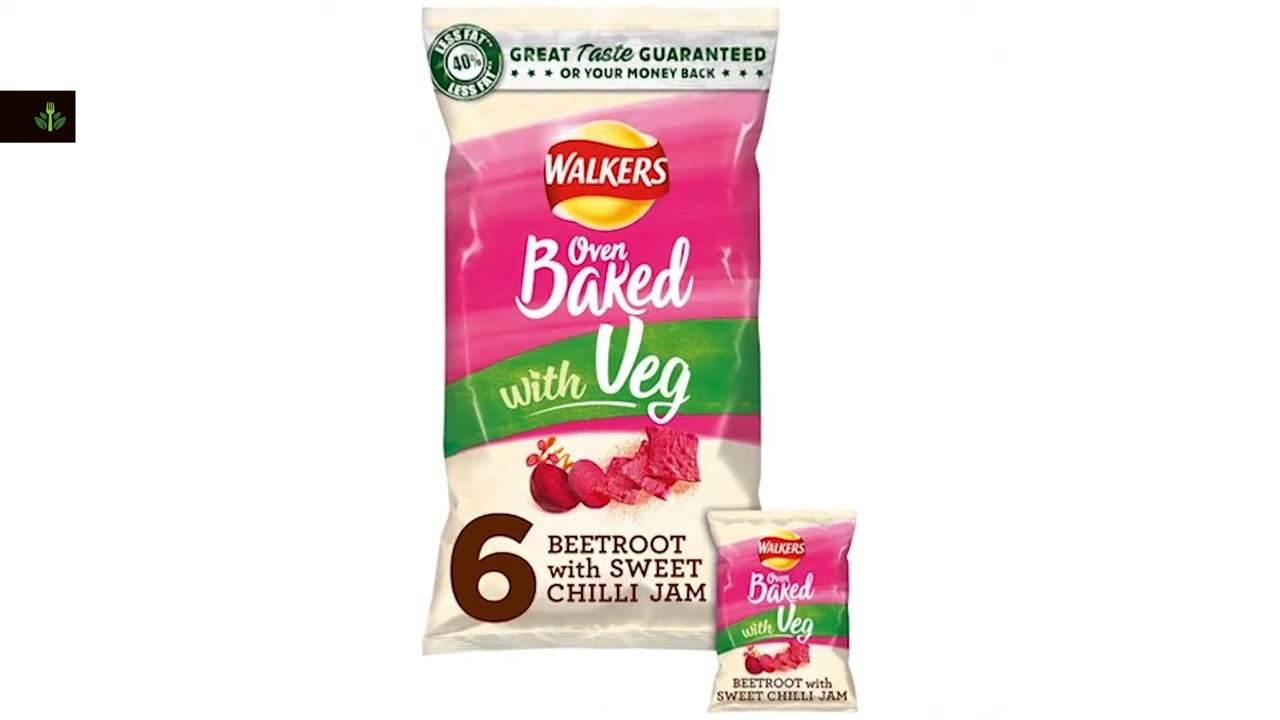 LESS FAT**
40%
LESS FAT**
GREAT Taste GUARANTEED
OR YOUR MONEY BACK
WALKERS
Oven
Baked
with Veg
6
BEETROOT
with SWEET
CHILLI JAM
WALKERS
Oven
Baked
with Veg
BEETROOT with
SWEET CHILLI JAM